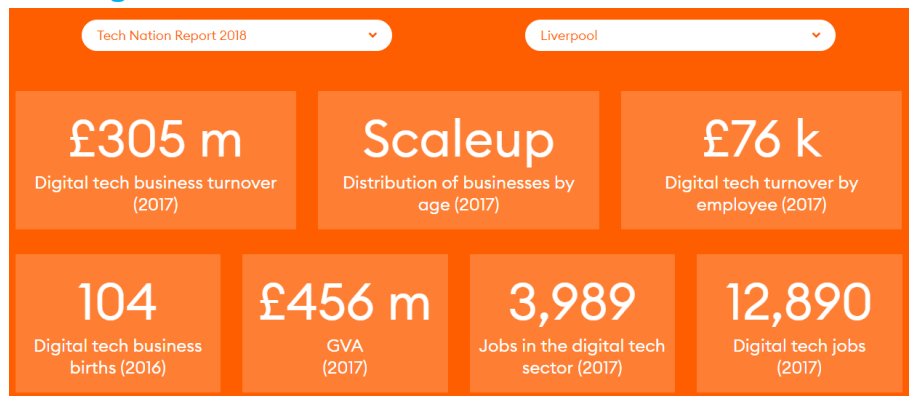 Tech Nation Report 2018
Liverpool
£305 m
Digital tech business turnover
(2017)
Scaleup
Distribution of businesses by
age (2017)
£76 k
Digital tech turnover by
employee (2017)
104
Digital tech business
births (2016)
£456 m
GVA
(2017)
3,989
Jobs in the digital tech
sector (2017)
12,890
Digital tech jobs
(2017)